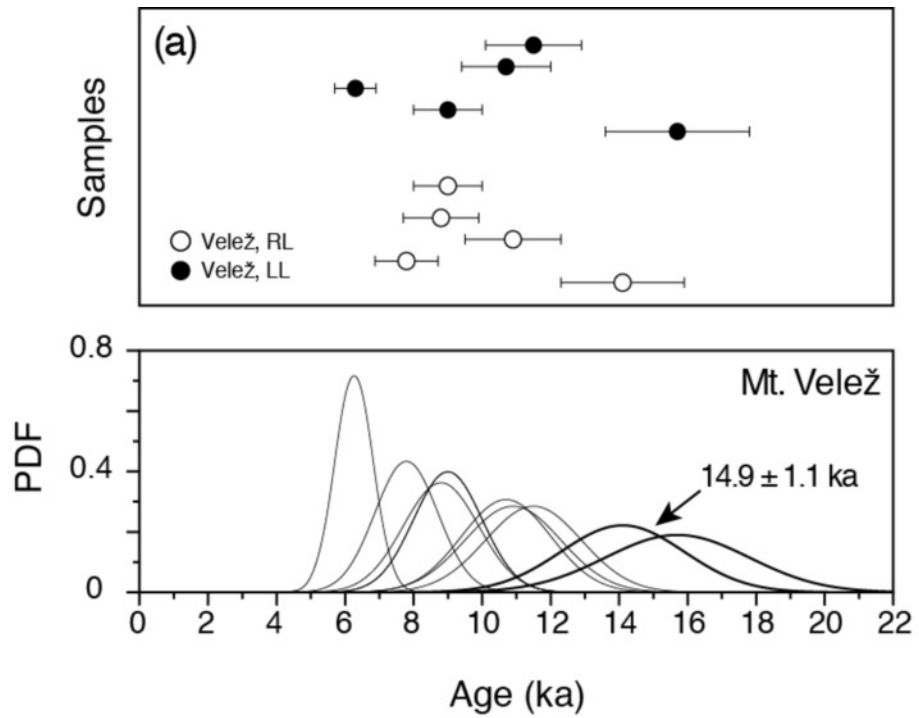 (a)
Samples
Velež, RL
Velež, LL
0.8
0.4
0
PDF
Mt. Velež
14.9 ± 1.1 ka
0 2 4 6 8 10 12 14 16 18 20 22
Age (ka)